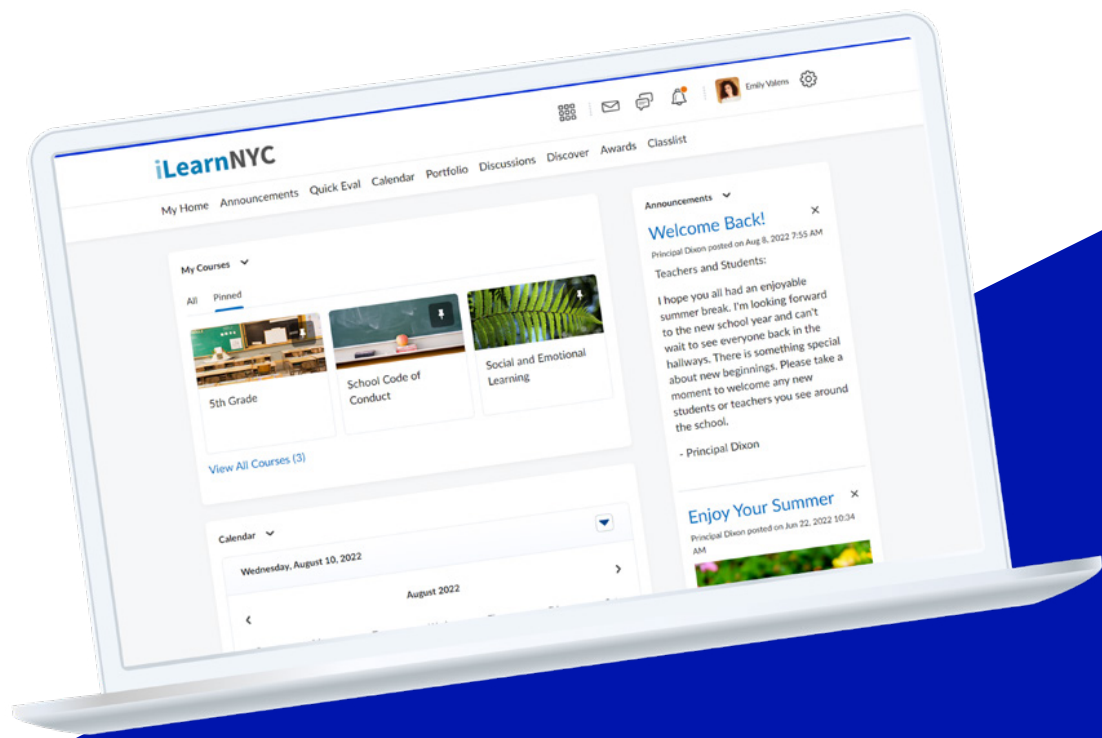 Emily Valens
iLearnNYC
My Home Announcements Quick Eval Calendar Portfolio Discussions Discover Awards Classlist
My Courses
All Pinned
5th Grade
School Code of
Conduct
Social and Emotional
Learning
View All Courses (3)
Calendar
Wednesday, August 10, 2022
August 2022
Announcements
Welcome Back!
Principal Dixon posted on Aug 8, 2022 7:55 AM
Teachers and Students:
I hope you all had an enjoyable
summer break. I'm looking forward
to the new school year and can't
wait to see everyone back in the
hallways. There is something special
about new beginnings. Please take a
moment to welcome any new
students or teachers you see around
the school.
- Principal Dixon
Enjoy Your Summer
Principal Dixon posted on Jun 22, 2022 10:34
AM